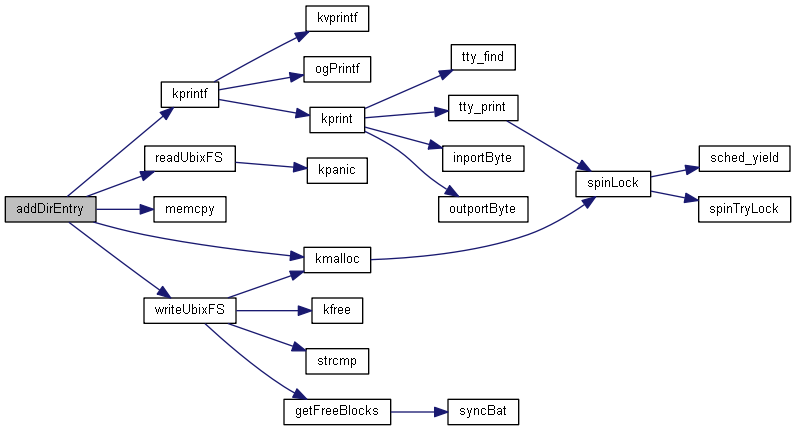 kvprintf
tty_find
ogPrintf
kprintf
tty_print
kprint
readUbixFS
inportByte
sched_yield
kpanic
spinLock
addDirEntry
memcpy
outportByte
spinTryLock
kmalloc
writeUbixFS
kfree
strcmp
getFreeBlocks
syncBat